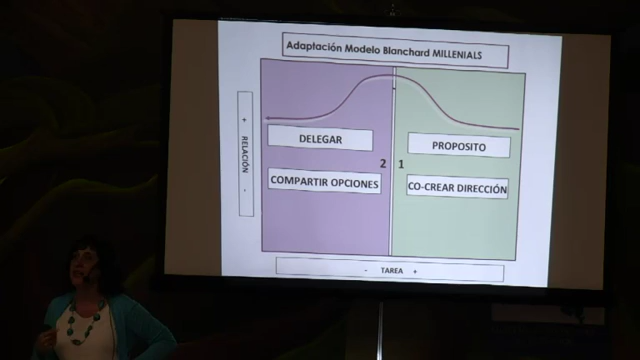 Adaptación Modelo Blanchard MILLENIALS
+ RELACIÓN -
DELEGAR
COMPARTIR OPCIONES
2 1
PROPOSITO
CO-CREAR DIRECCIÓN
- TAREA +